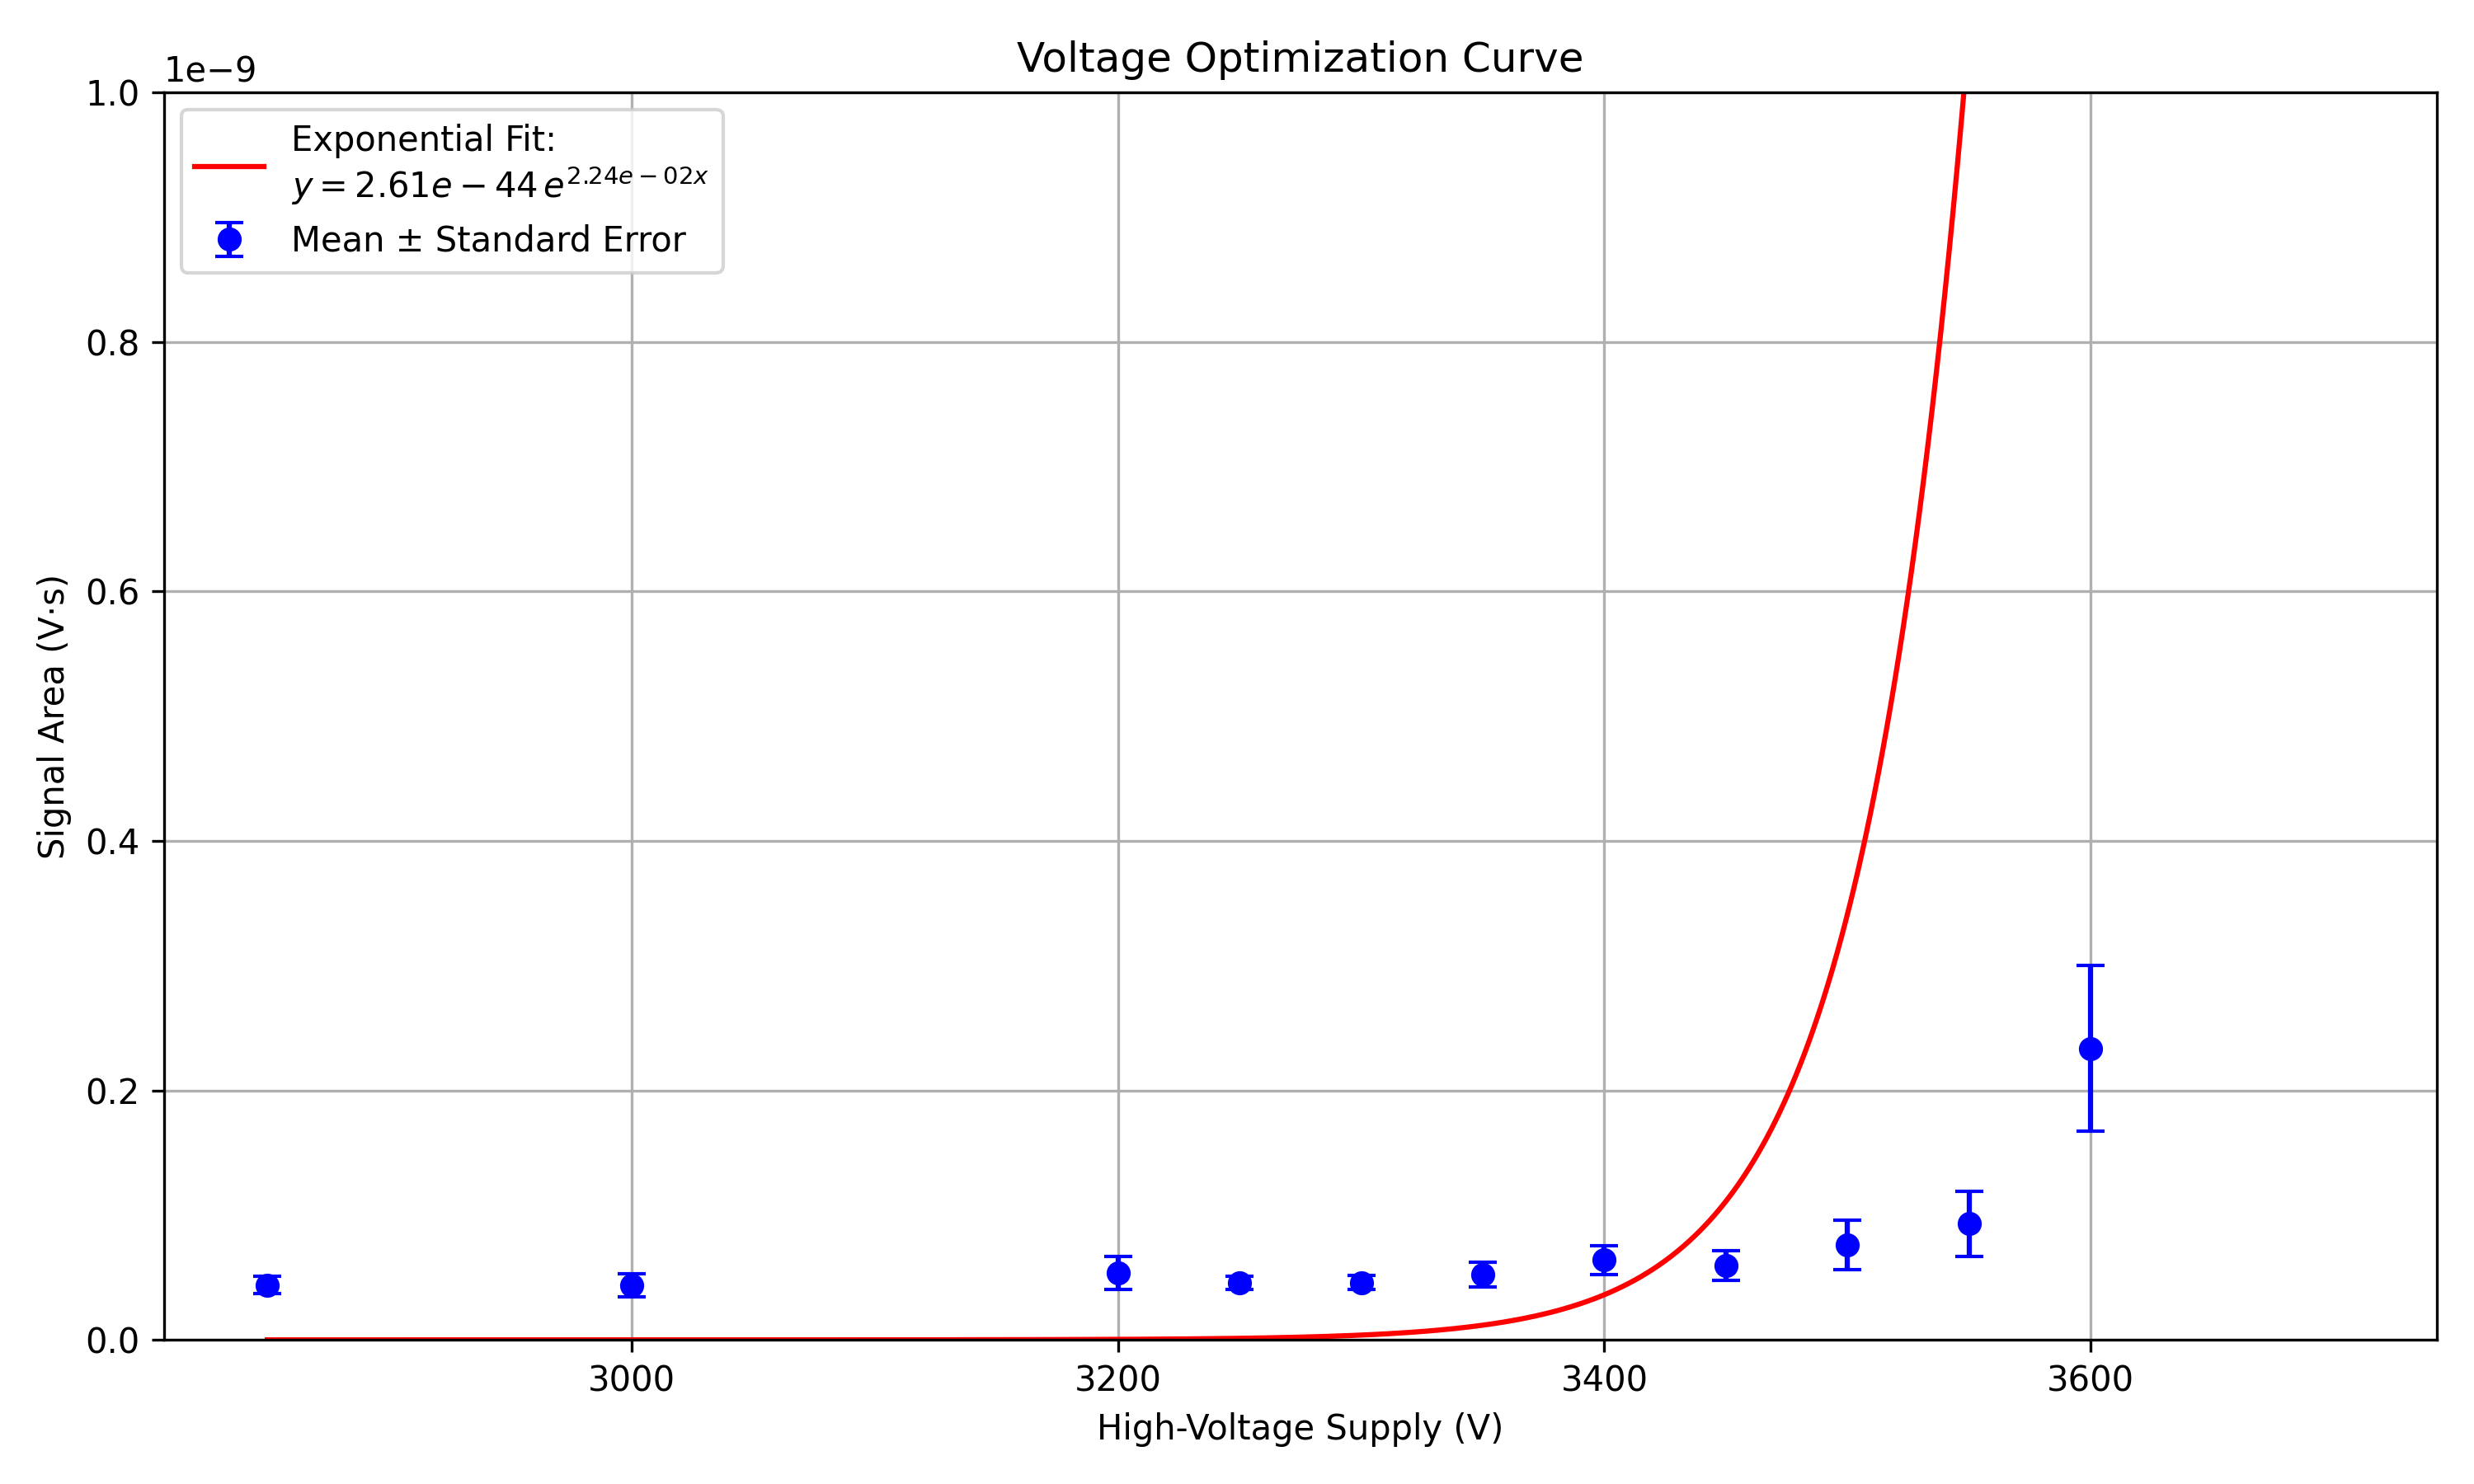 Voltage Optimization Curve
1e−9
1.0
0.8
0.6
0.4
0.2
0.0
Signal Area (V·s)
Exponential Fit:
y = 2.61e − 44 e^{2.24e − 02x}
Mean ± Standard Error
3000 3200 3400 3600
High-Voltage Supply (V)